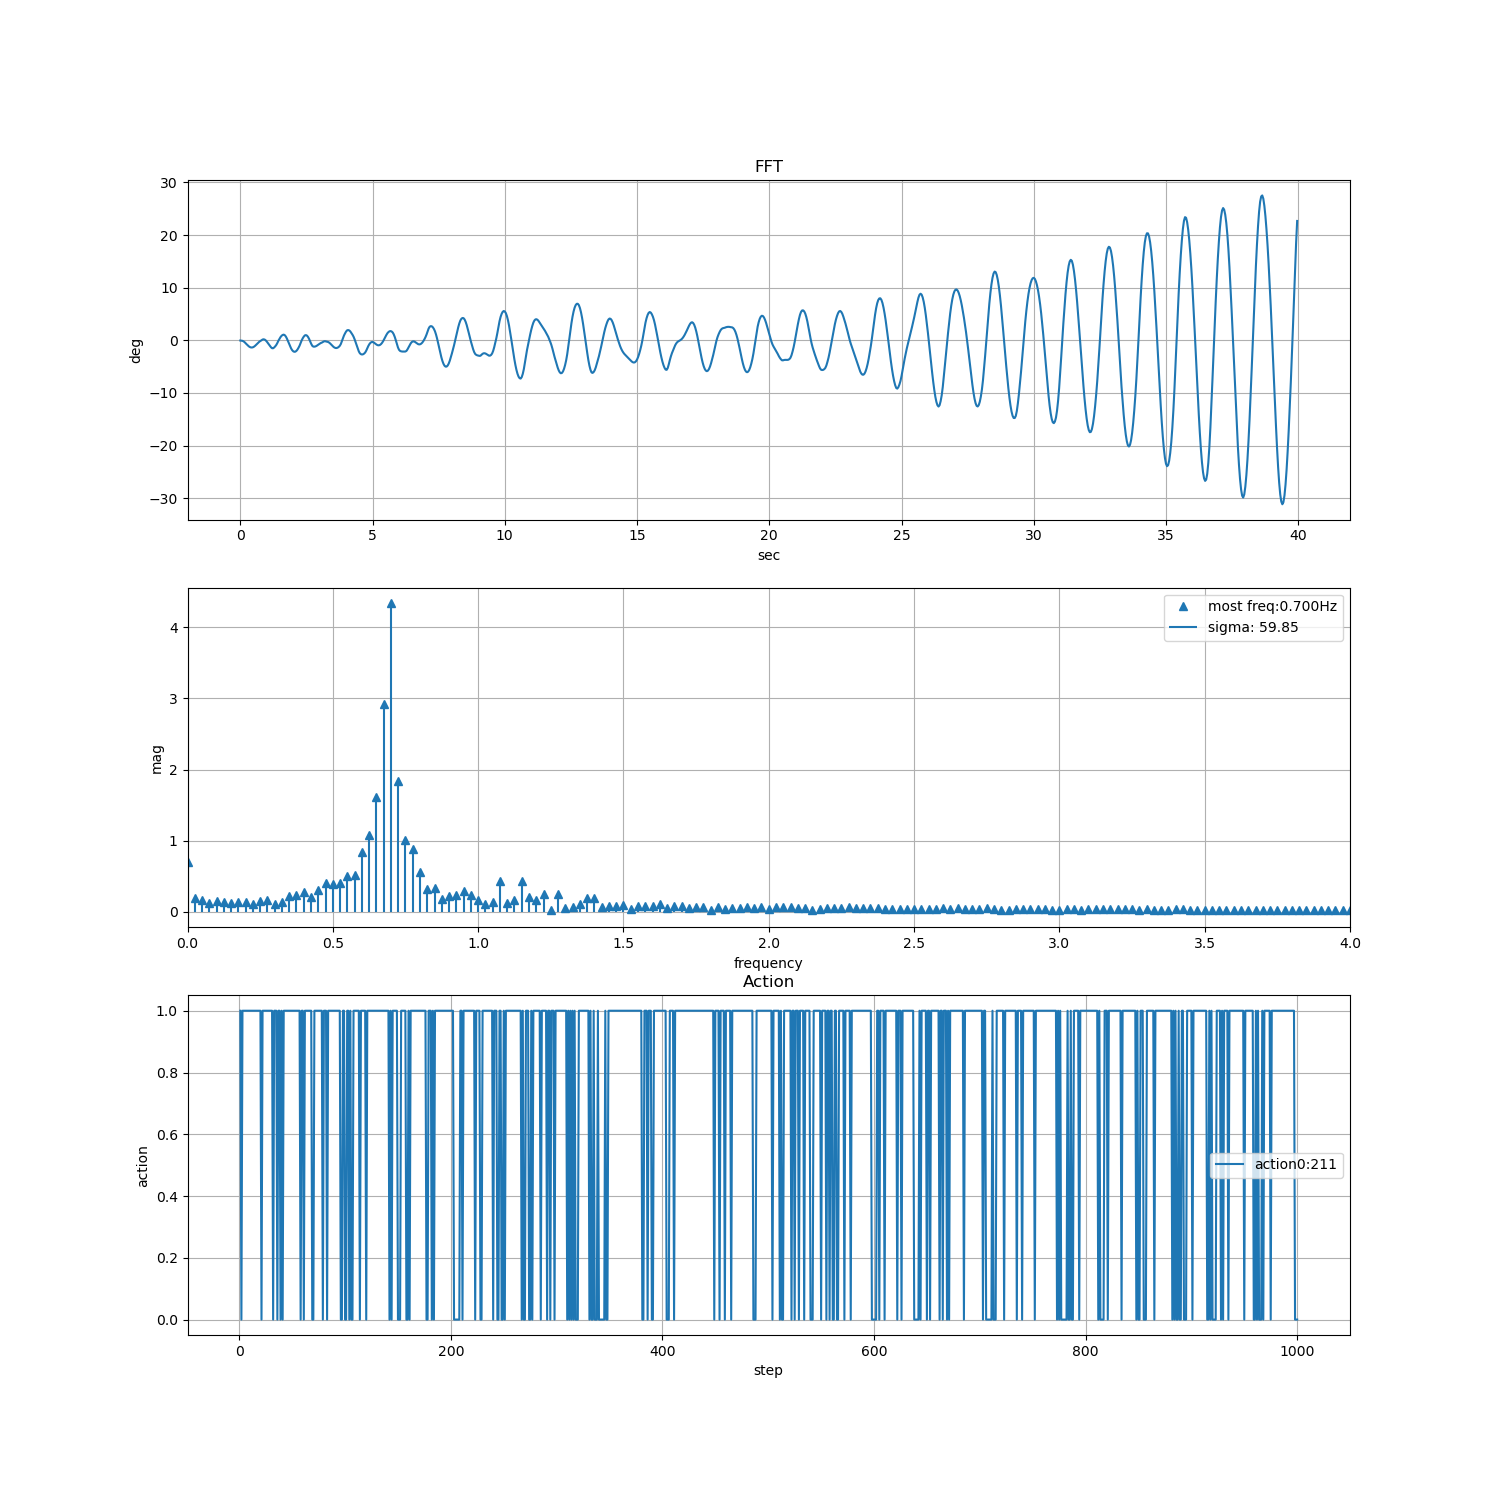 FFT
30
20
10
0
−10
−20
−30
deg
0 5 10 15 20 25 30 35 40
sec
most freq:0.700Hz
sigma: 59.85
4
3
2
1
0
mag
0.0 0.5 1.0 1.5 2.0 2.5 3.0 3.5 4.0
frequency
Action
1.0
0.8
0.6
0.4
0.2
0.0
action
action0:211
0 200 400 600 800 1000
step